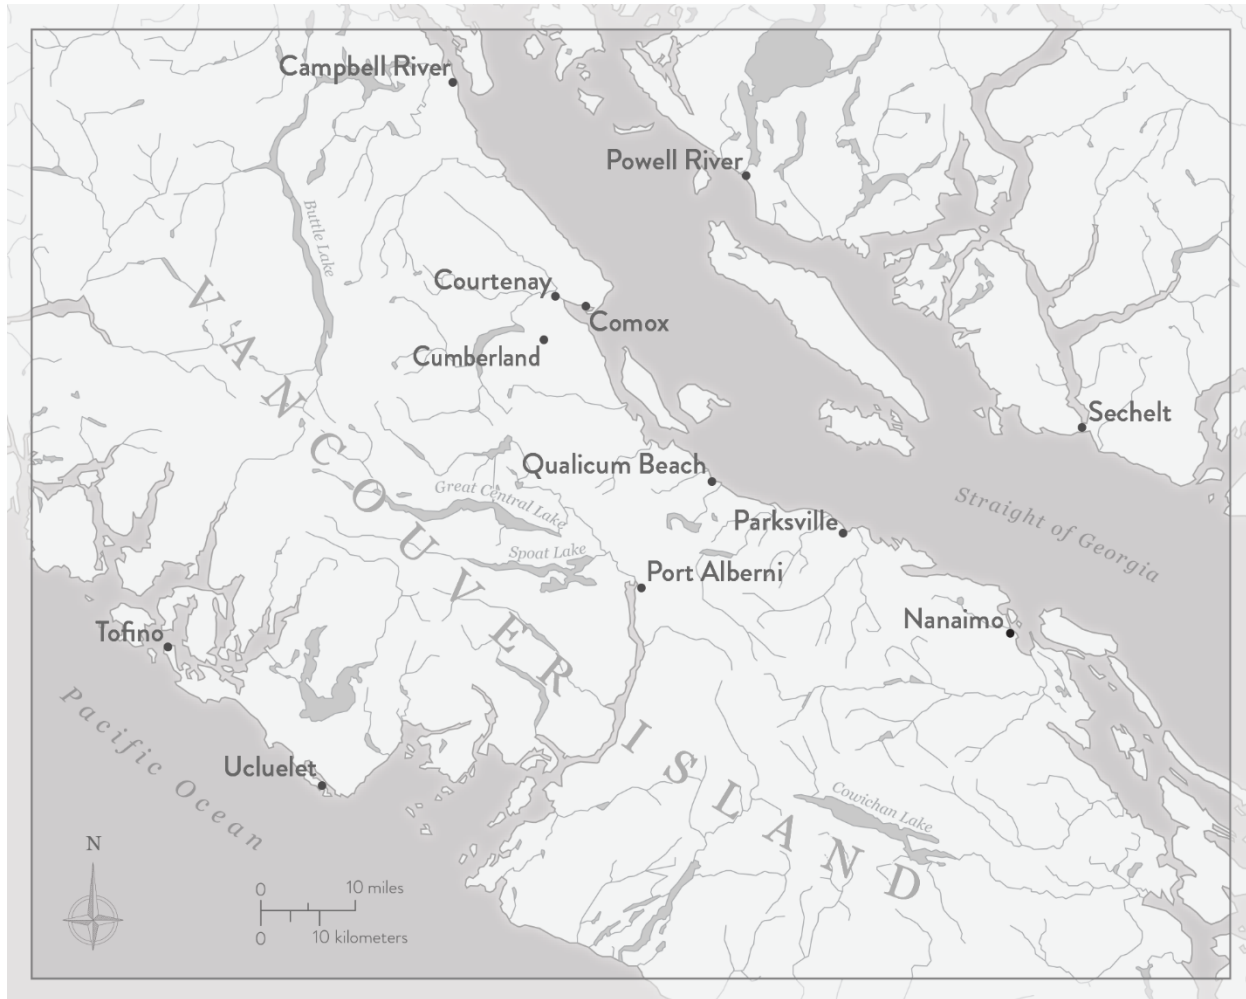 Campbell River
Powell River
Buttle Lake
Courtenay
Comox
Cumberland
Sechelt
Qualicum Beach
Great Central Lake
Parksville
Straight of Georgia
Spoat Lake
Port Alberni
Nanaimo
Tofino
VANCOUVER ISLAND
Pacific Ocean
Ucluelet
Cowichan Lake
N
0 10 miles
0 10 kilometers